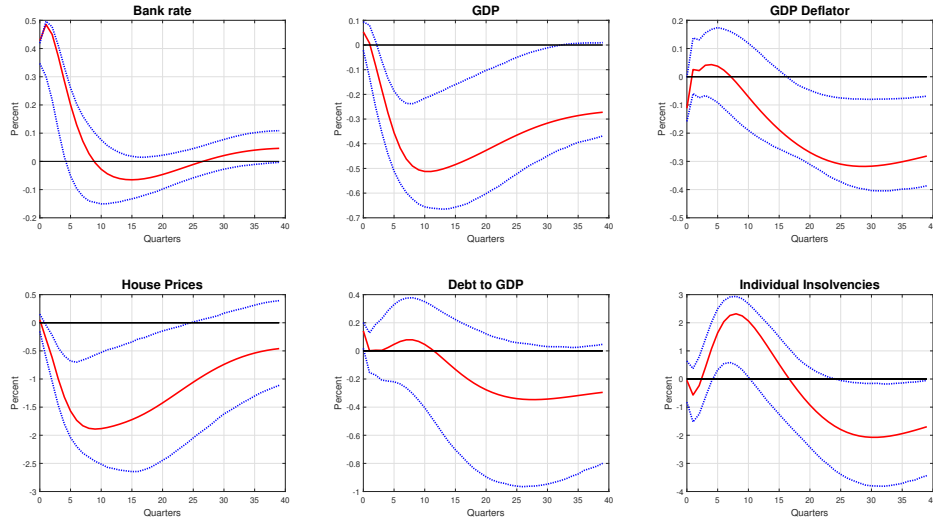 Bank rate
0.5
0.4
0.3
0.2
0.1
0
-0.1
0.2
Percent
0 5 10 15 20 25 30 35 40
Quarters
GDP
0.1
0
-0.1
-0.2
-0.3
-0.4
-0.5
-0.6
-0.7
Percent
0 5 10 15 20 25 30 35 40
Quarters
GDP Deflator
0.2
0.1
0
-0.1
-0.2
-0.3
-0.4
-0.5
Percent
0 5 10 15 20 25 30 35 4
Quarters
House Prices
0.5
0
-0.5
-1
-1.5
-2
-2.5
-3
Percent
0 5 10 15 20 25 30 35 40
Quarters
Debt to GDP
0.4
0.2
0
-0.2
-0.4
-0.6
-0.8
-1
Percent
0 5 10 15 20 25 30 35 40
Quarters
Individual Insolvencies
3
2
1
0
-1
-2
-3
-4
Percent
0 5 10 15 20 25 30 35 4
Quarters